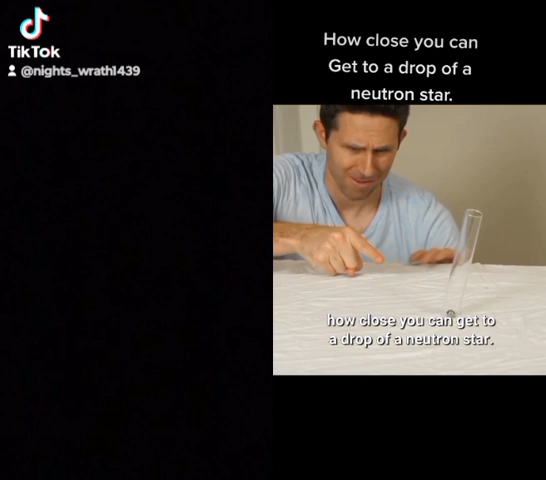 TikTok
@nights_wrath1439
How close you can
Get to a drop of a
neutron star.
how close you can get to
a drop of a neutron star.